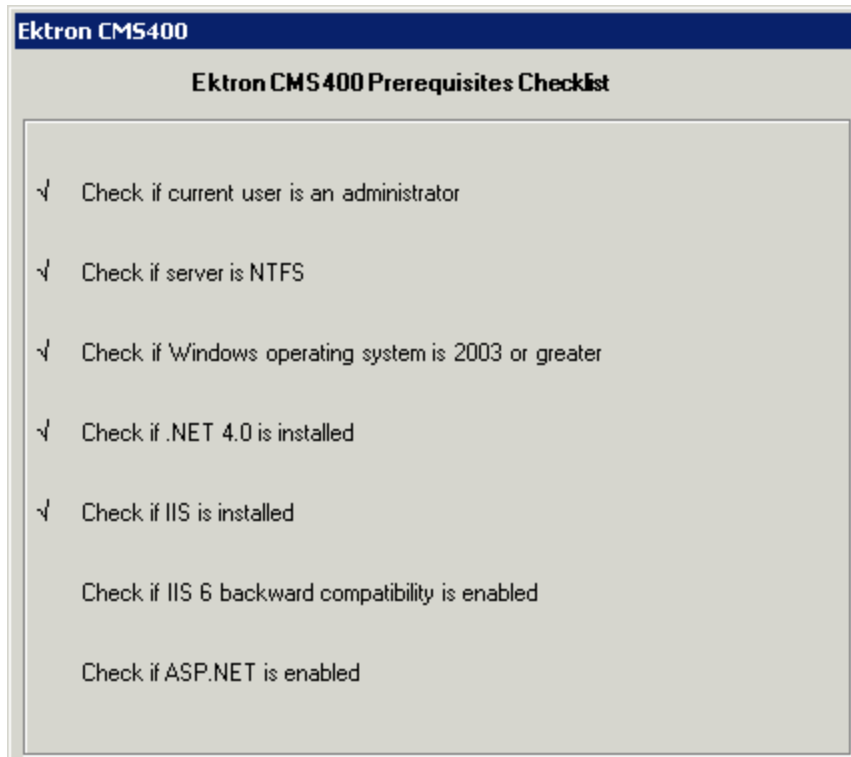 Ektron CMS400
Ektron CMS400 Prerequisites Checklist
√ Check if current user is an administrator
√ Check if server is NTFS
√ Check if Windows operating system is 2003 or greater
√ Check if .NET 4.0 is installed
√ Check if IIS is installed
Check if IIS 6 backward compatibility is enabled
Check if ASP.NET is enabled